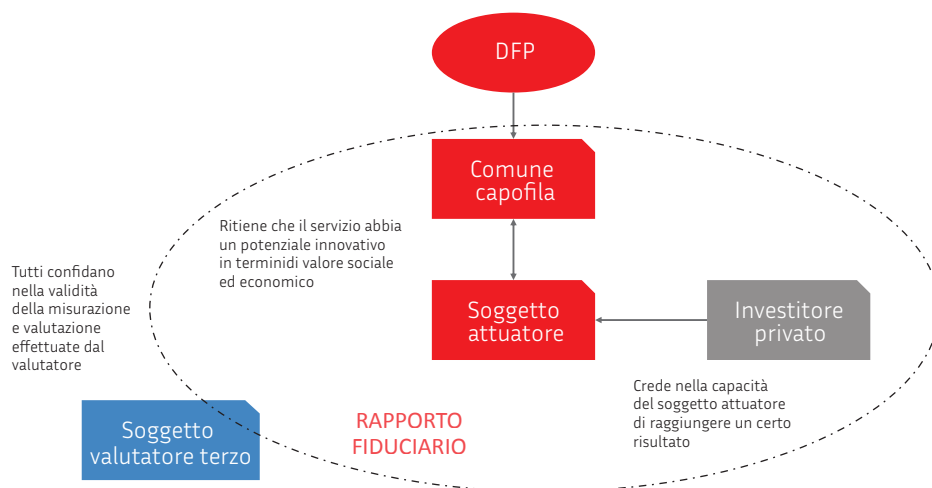 DFP
Comune
capofila
Ritiene che il servizio abbia
un potenziale innovativo
in terminidi valore sociale
ed economico
Tutti confidano
nella validità
della misurazione
e valutazione
effettuate dal
valutatore
Soggetto
attuatore
Investitore
privato
Crede nella capacità
del soggetto attuatore
di raggiungere un certo
risultato
RAPPORTO
FIDUCIARIO
Soggetto
valutatore terzo